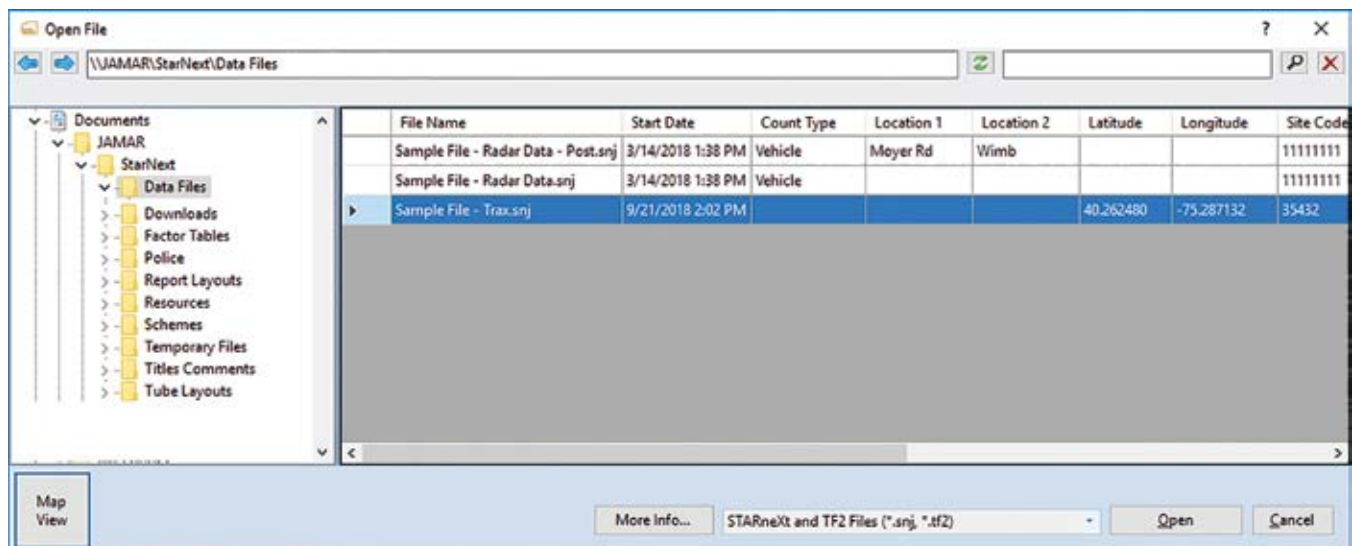 Open File ?
\\JAMAR\StarNext\Data Files
Documents
JAMAR
StarNext
Data Files
Downloads
Factor Tables
Police
Report Layouts
Resources
Schemes
Temporary Files
Titles Comments
Tube Layouts
File Name Start Date Count Type Location 1 Location 2 Latitude Longitude Site Code
Sample File - Radar Data - Post.snj 3/14/2018 1:38 PM Vehicle Moyer Rd Wimb 11111111
Sample File - Radar Data.snj 3/14/2018 1:38 PM Vehicle 11111111
Sample File - Trax.snj 9/21/2018 2:02 PM 40.262480 -75.287132 35432
Map
View
More Info... STARneXt and TF2 Files (*.snj, *.tf2) Open Cancel